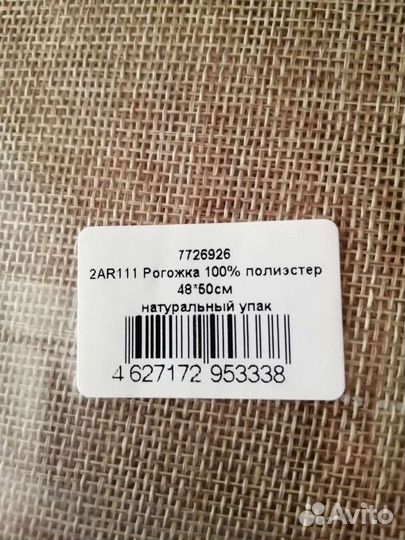 7726926
2AR111 Рогожка 100% полиэстер
48*50см
натуральный упак
4 627172 953338
Avito